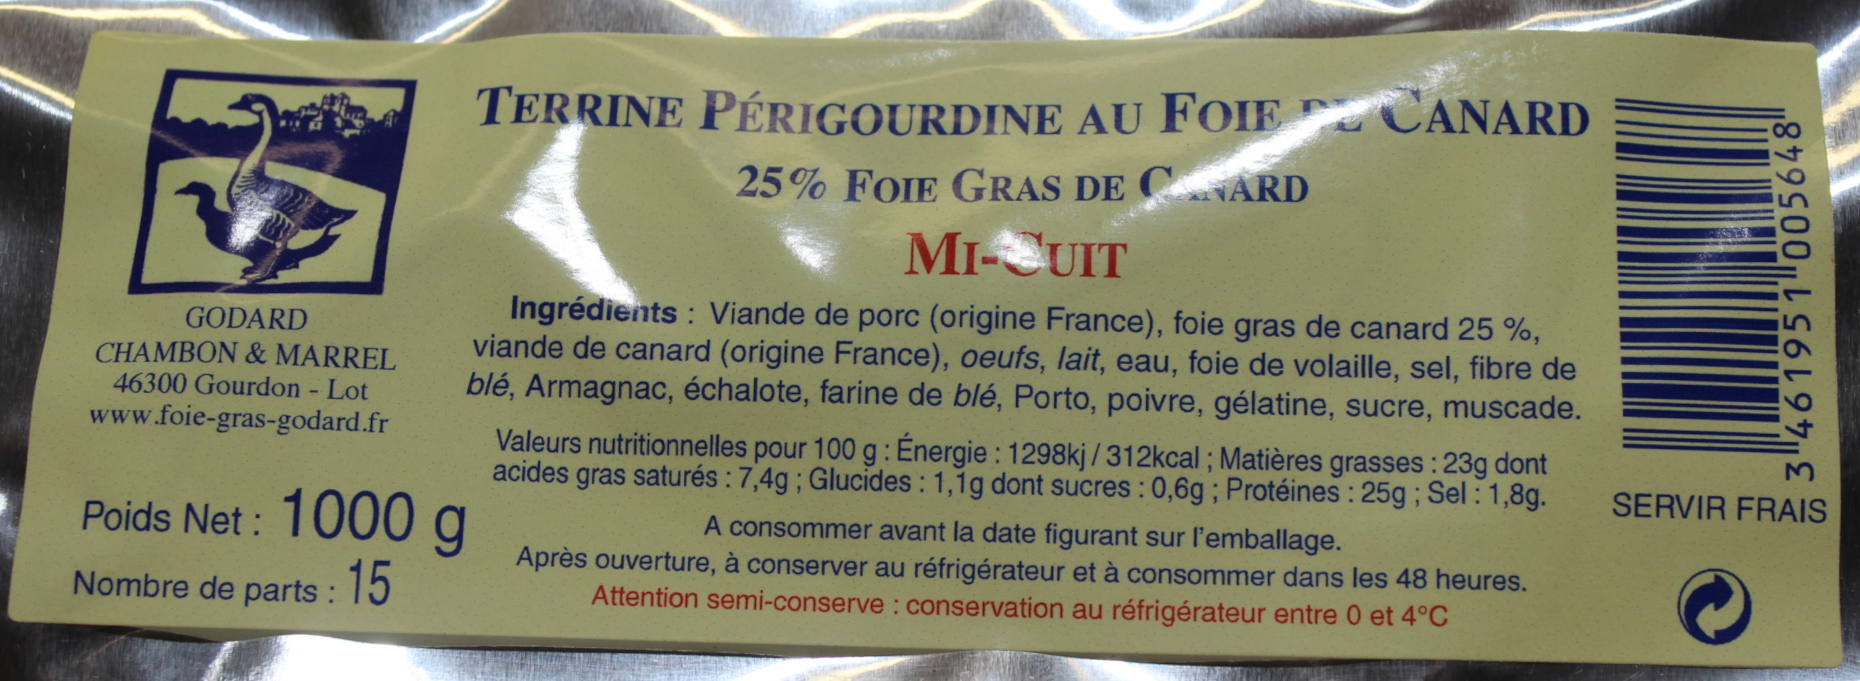 TERRINE PÉRIGOURDINE AU FOIE DE CANARD
25% FOIE GRAS DE CANARD
MI-CUIT
GODARD
CHAMBON & MARREL
46300 Gourdon - Lot
www.foie-gras-godard.fr
Ingrédients : Viande de porc (origine France), foie gras de canard 25 %,
viande de canard (origine France), oeufs, lait, eau, foie de volaille, sel, fibre de
blé, Armagnac, échalote, farine de blé, Porto, poivre, gélatine, sucre, muscade.
Valeurs nutritionnelles pour 100 g : Énergie : 1298kj / 312kcal ; Matières grasses : 23g dont
acides gras saturés : 7,4g ; Glucides : 1,1g dont sucres : 0,6g ; Protéines : 25g ; Sel : 1,8g.
Poids Net : 1000 g
Nombre de parts : 15
A consommer avant la date figurant sur l'emballage.
Après ouverture, à conserver au réfrigérateur et à consommer dans les 48 heures.
Attention semi-conserve : conservation au réfrigérateur entre 0 et 4°C
3 461951 005648
SERVIR FRAIS